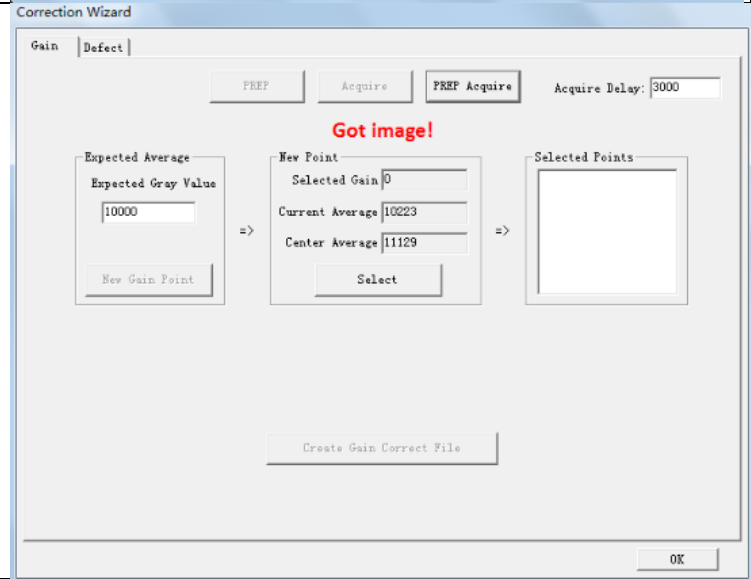 Correction Wizard
Gain Defect
PREP Acquire PREP Acquire Acquire Delay: 3000
Got image!
Expected Average New Point Selected Points
Expected Gray Value Selected Gain 0
10000 Current Average 10223
=> Center Average 11129 =>
New Gain Point Select
Create Gain Correct File
OK